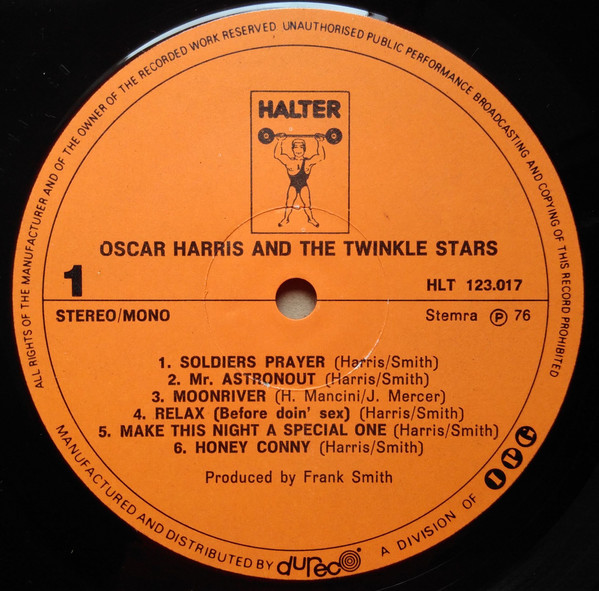 ALL RIGHTS OF THE MANUFACTURER AND OF THE OWNER OF THE RECORDED WORK RESERVED UNAUTHORISED PUBLIC PERFORMANCE BROADCASTING AND COPYING OF THIS RECORD PROHIBITED
HALTER
OSCAR HARRIS AND THE TWINKLE STARS
1
HLT 123.017
STEREO/MONO
Stemra Ⓟ 76
1. SOLDIERS PRAYER (Harris/Smith)
2. Mr. ASTRONOUT (Harris/Smith)
3. MOONRIVER (H. Mancini/J. Mercer)
4. RELAX (Before doin' sex) (Harris/Smith)
5. MAKE THIS NIGHT A SPECIAL ONE (Harris/Smith)
6. HONEY CONNY (Harris/Smith)
Produced by Frank Smith
MANUFACTURED AND DISTRIBUTED BY dureco A DIVISION OF